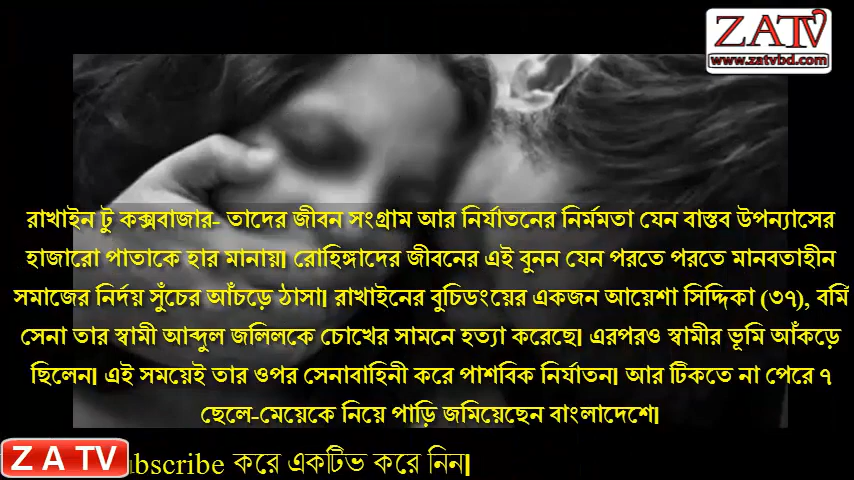 ZATV
www.zatvbd.com
রাখাইন টু কক্সবাজার- তাদের জীবন সংগ্রাম আর নির্যাতনের নির্মমতা যেন বাস্তব উপন্যাসের
হাজারো পাতাকে হার মানায়। রোহিঙ্গাদের জীবনের এই বুনন যেন পরতে পরতে মানবতাহীন
সমাজের নির্দয় সুঁচের আঁচড়ে ঠাসা। রাখাইনের বুচিডংয়ের একজন আয়েশা সিদ্দিকা (৩৭), বর্মি
সেনা তার স্বামী আব্দুল জলিলকে চোখের সামনে হত্যা করেছে। এরপরও স্বামীর ভূমি আঁকড়ে
ছিলেন। এই সময়েই তার ওপর সেনাবাহিনী করে পাশবিক নির্যাতন। আর টিকতে না পেরে ৭
ছেলে-মেয়েকে নিয়ে পাড়ি জমিয়েছেন বাংলাদেশে।
Z A TV ubscribe করে একটিভ করে নিন।